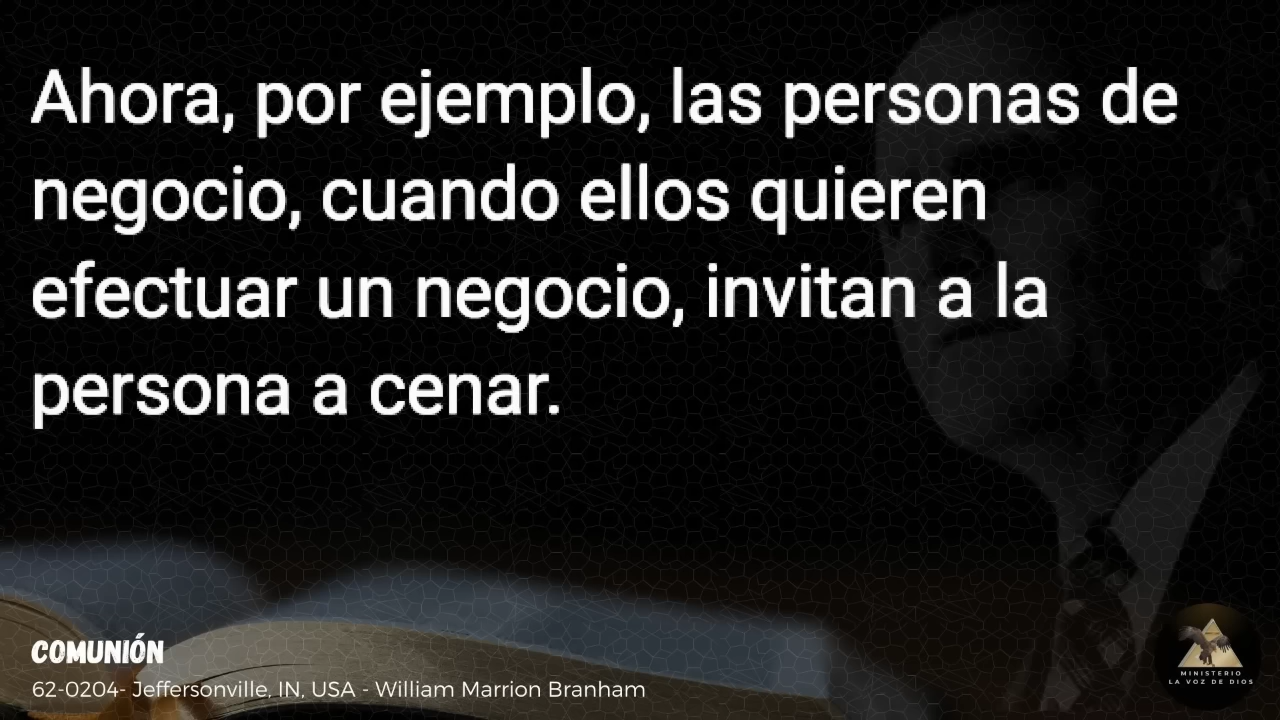 Ahora, por ejemplo, las personas de
negocio, cuando ellos quieren
efectuar un negocio, invitan a la
persona a cenar.
COMUNIÓN
62-0204- Jeffersonville, IN, USA - William Marrion Branham
MINISTERIO
LA VOZ DE DIOS